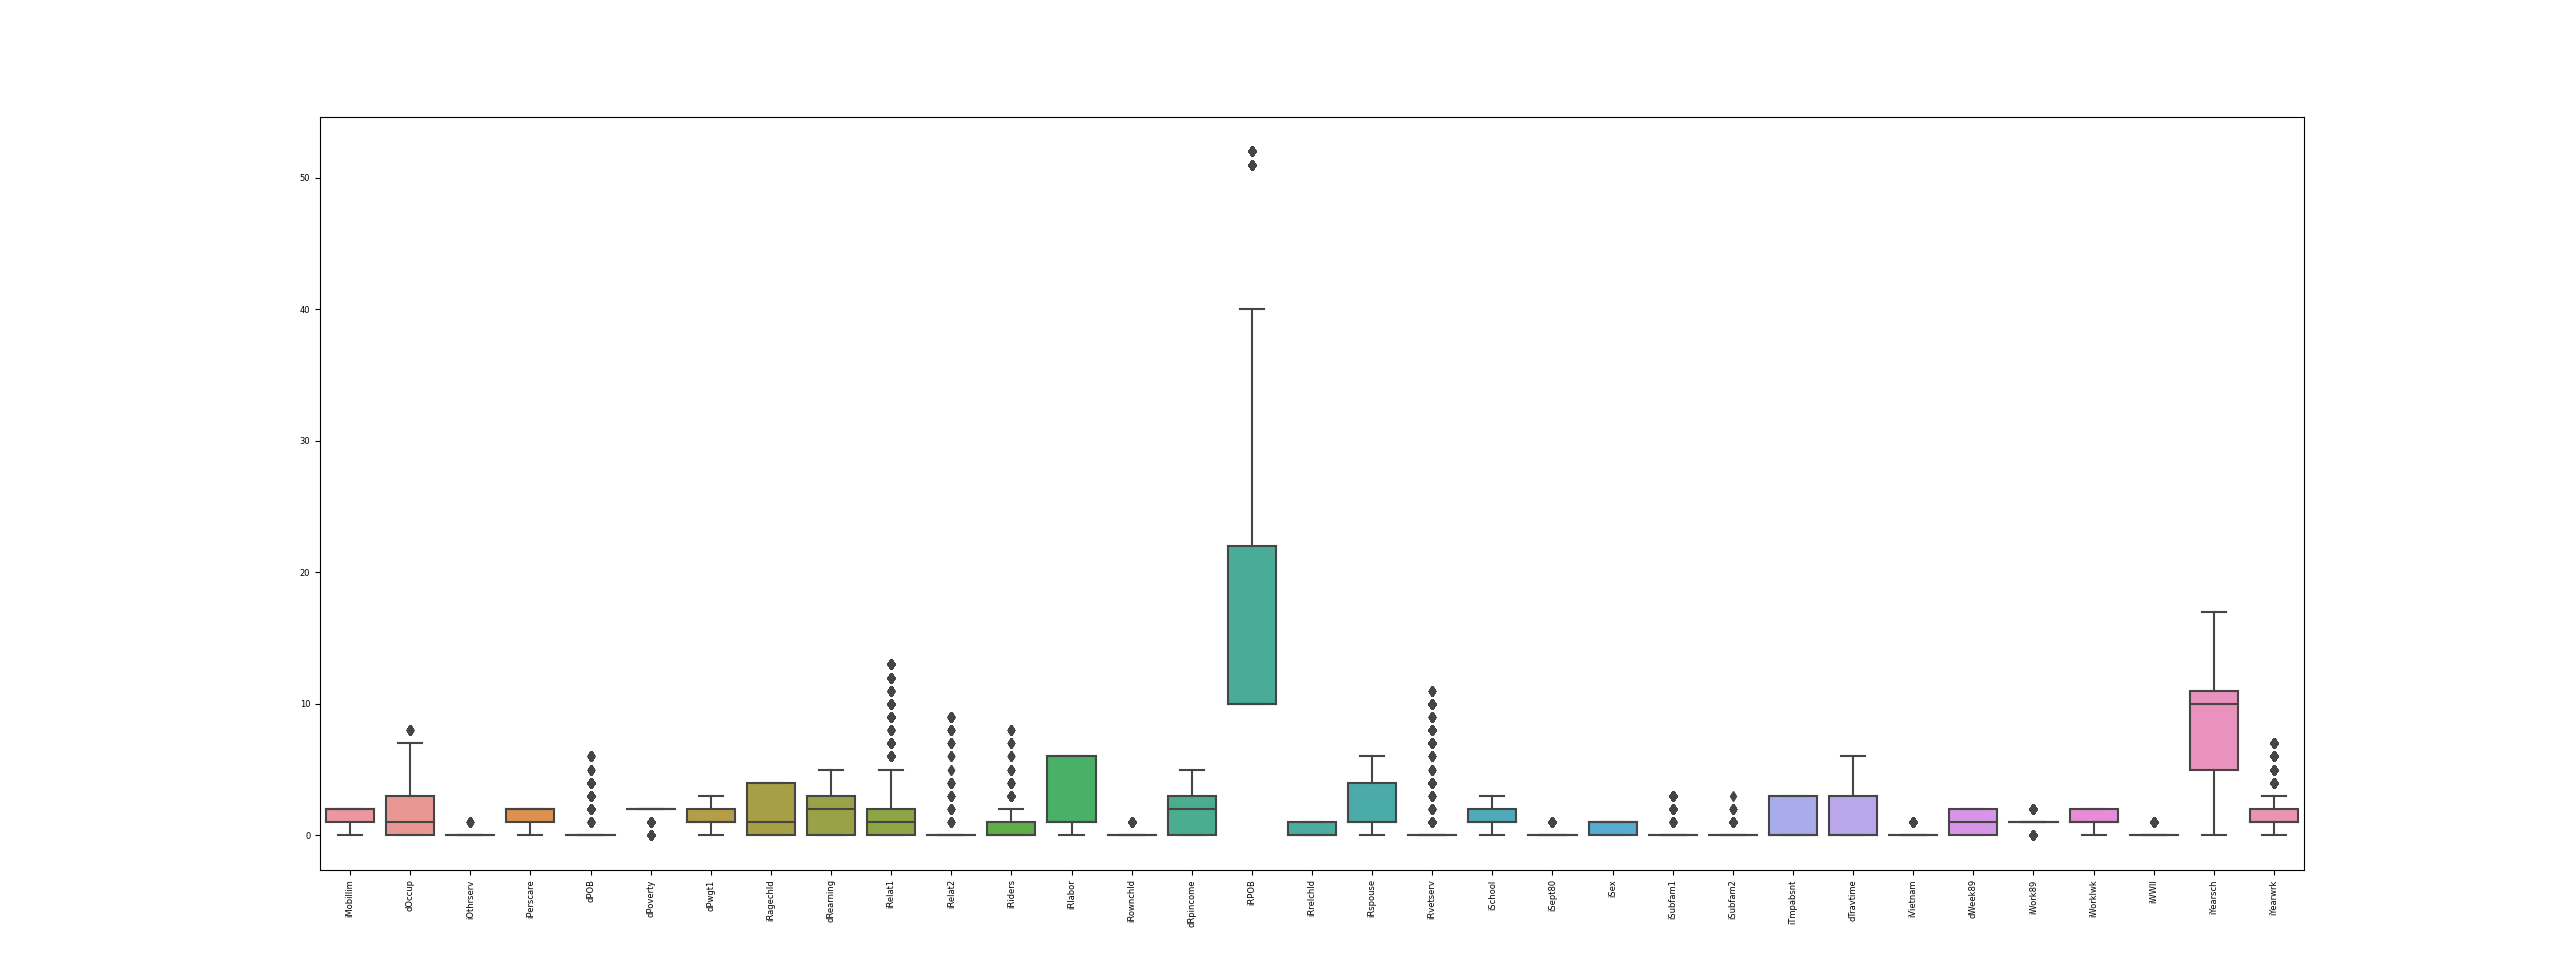 50
40
30
20
10
0
iMobillim
dOccup
iOthrserv
iPerscare
dPOB
dPoverty
dPwgt1
iRagechld
dRearning
iRelat1
iRelat2
iRiders
iRlabor
iRownchld
dRpincome
iRPOB
iRrelchld
iRspouse
iRvetserv
iSchool
iSept80
iSex
iSubfam1
iSubfam2
iTmpabsnt
dTravtime
iVietnam
dWeek89
iWork89
iWorklwk
iWWII
iYearsch
iYearwrk